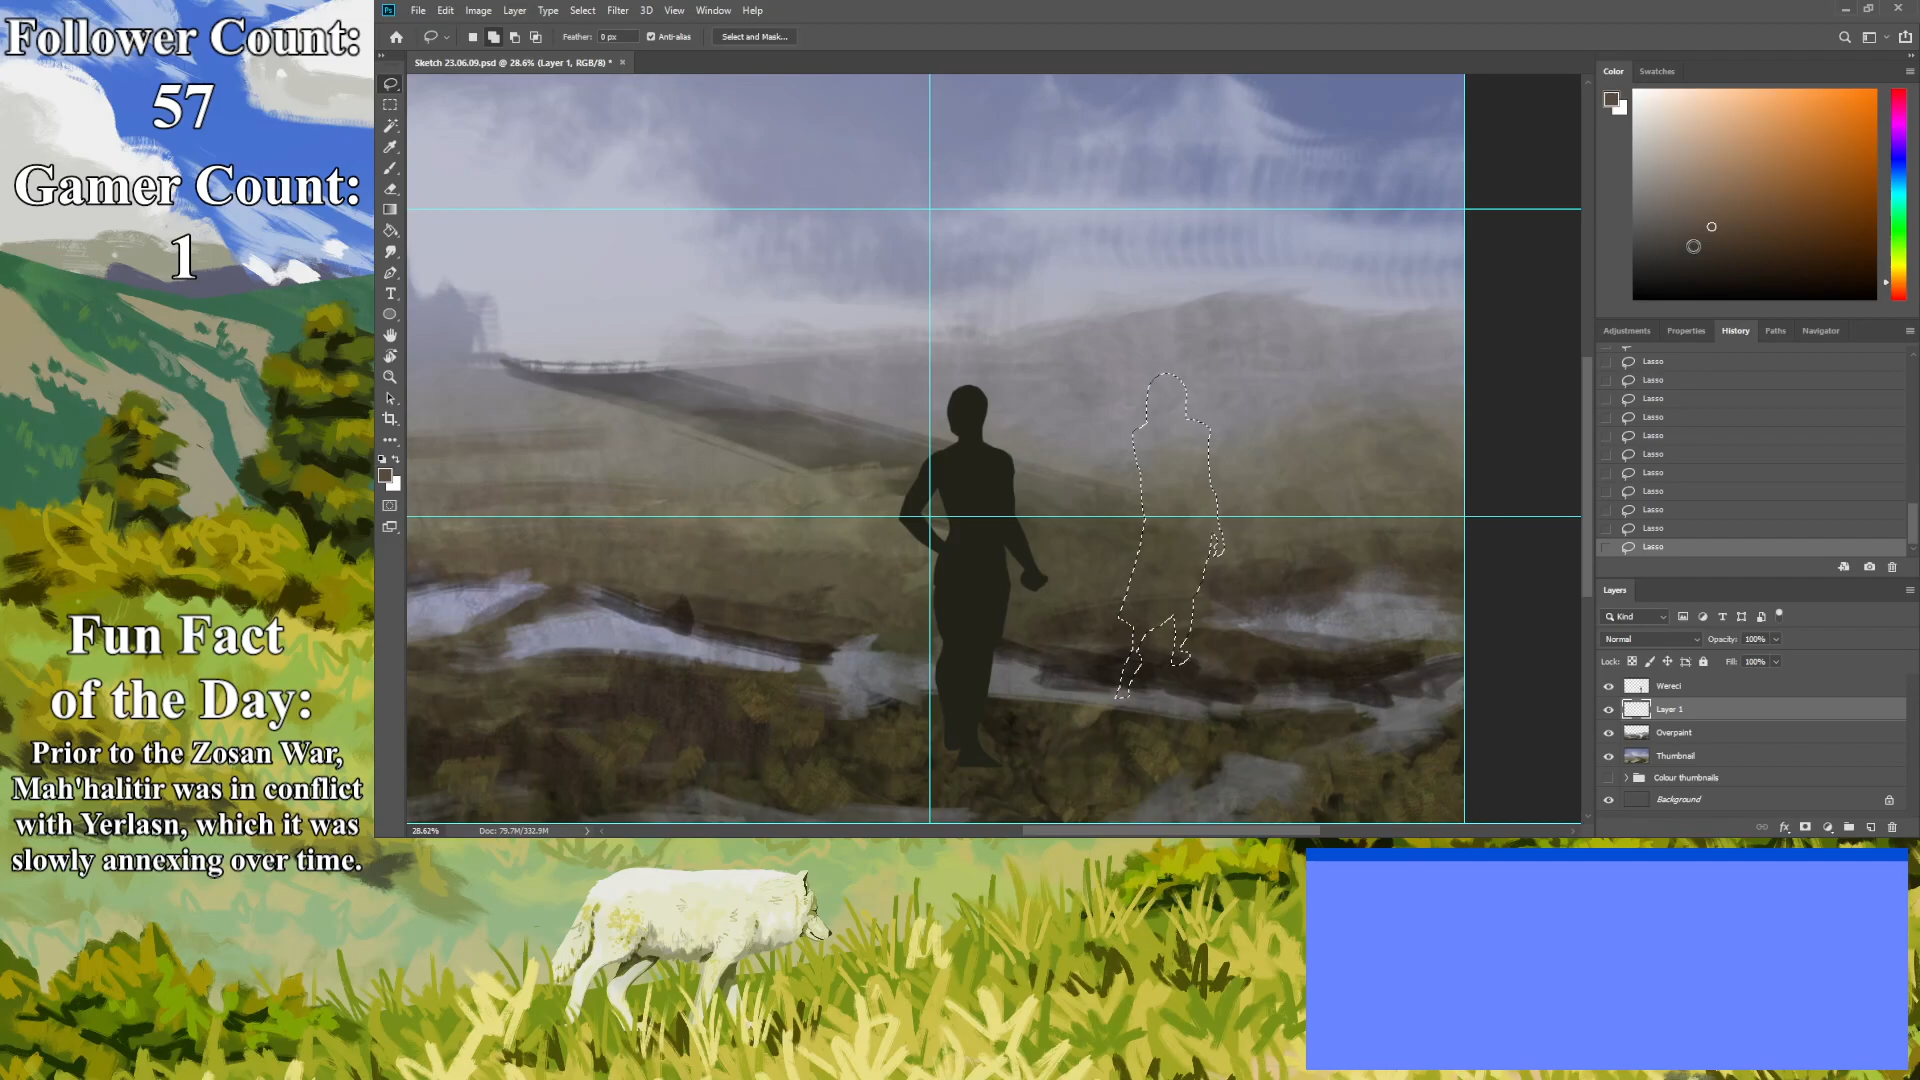 Follower Count:
57
Gamer Count:
1
Fun Fact
of the Day:
Prior to the Zosan War,
Mah'halitir was in conflict
with Yerlasn, which it was
slowly annexing over time.
Ps File Edit Image Layer Type Select Filter 3D View Window Help
Feather: 0 px Anti-alias Select and Mask...
Sketch 23.06.09.psd @ 28.6% (Layer 1, RGB/8) *
28.62% Doc: 79.7M/332.9M
Color Swatches
Adjustments Properties History Paths Navigator
Lasso
Lasso
Lasso
Lasso
Lasso
Lasso
Lasso
Lasso
Lasso
Lasso
Lasso
Layers
Kind
Normal Opacity: 100%
Lock: Fill: 100%
Wereci
Layer 1
Overpaint
Thumbnail
Colour thumbnails
Background
fx